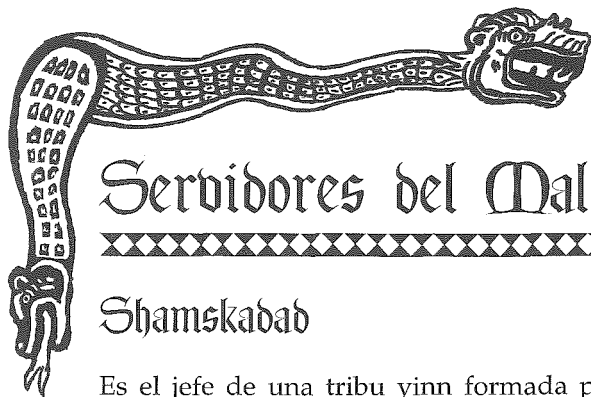 Servidores del Mal
Shamskadad
Es el jefe de una tribu yinn formada p